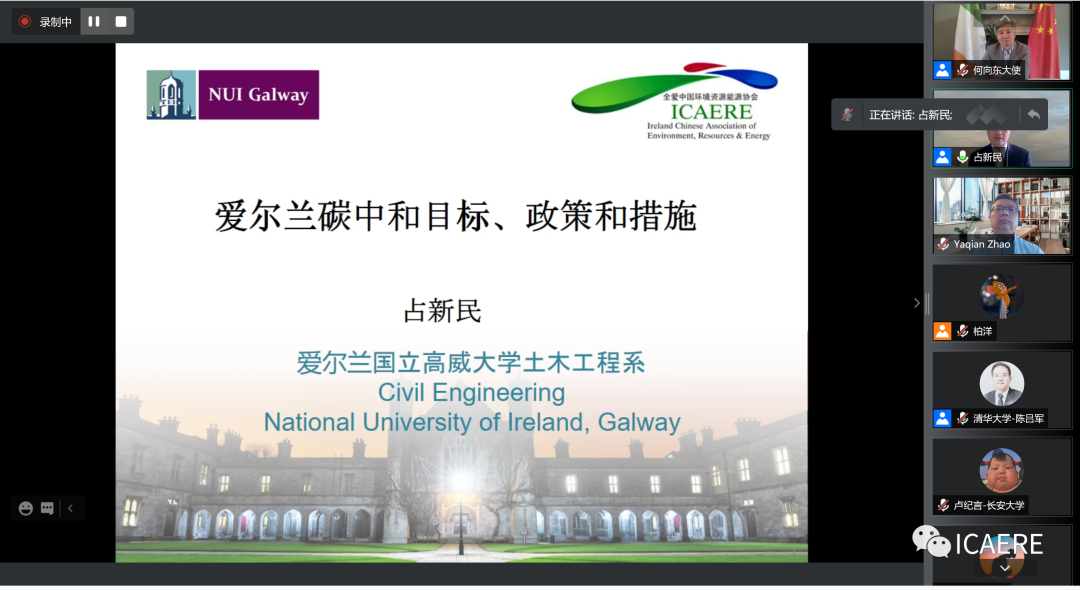 录制中
NUI Galway
全爱中国环境资源能源协会
ICAERE
Ireland Chinese Association of
Environment, Resources & Energy
爱尔兰碳中和目标、政策和措施
占新民
爱尔兰国立高威大学土木工程系
Civil Engineering
National University of Ireland, Galway
何向东大使
正在讲话: 占新民;
占新民
Yaqian Zhao
柏洋
清华大学-陈吕军
卢纪言-长安大学
ICAERE